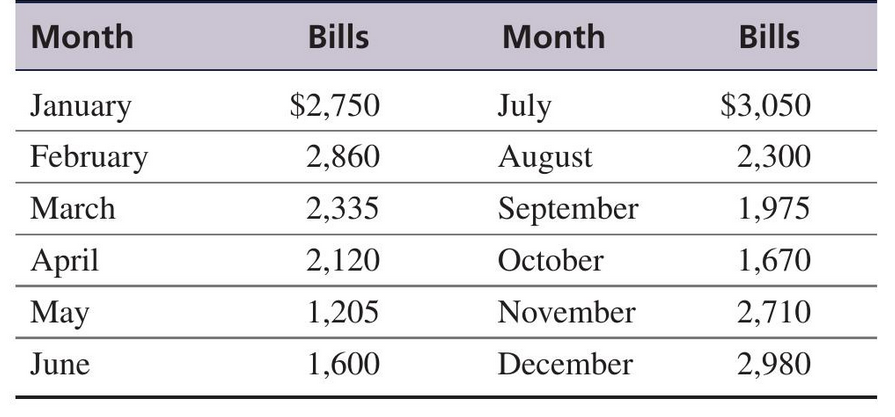 Month Bills Month Bills
January $2,750 July $3,050
February 2,860 August 2,300
March 2,335 September 1,975
April 2,120 October 1,670
May 1,205 November 2,710
June 1,600 December 2,980